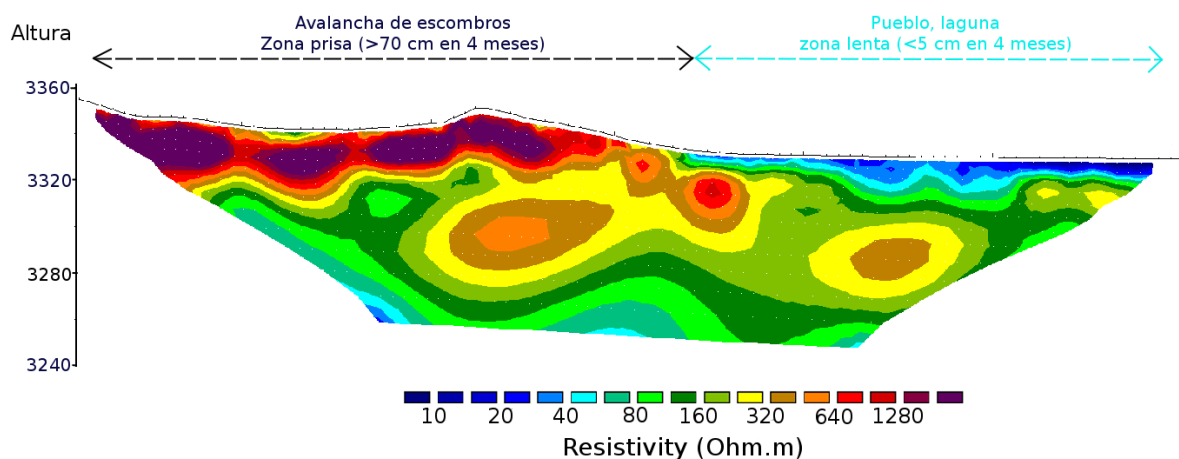 Avalancha de escombros
Zona prisa (>70 cm en 4 meses)
Pueblo, laguna
zona lenta (<5 cm en 4 meses)
Altura
3360
3320
3280
3240
10 20 40 80 160 320 640 1280
Resistivity (Ohm.m)